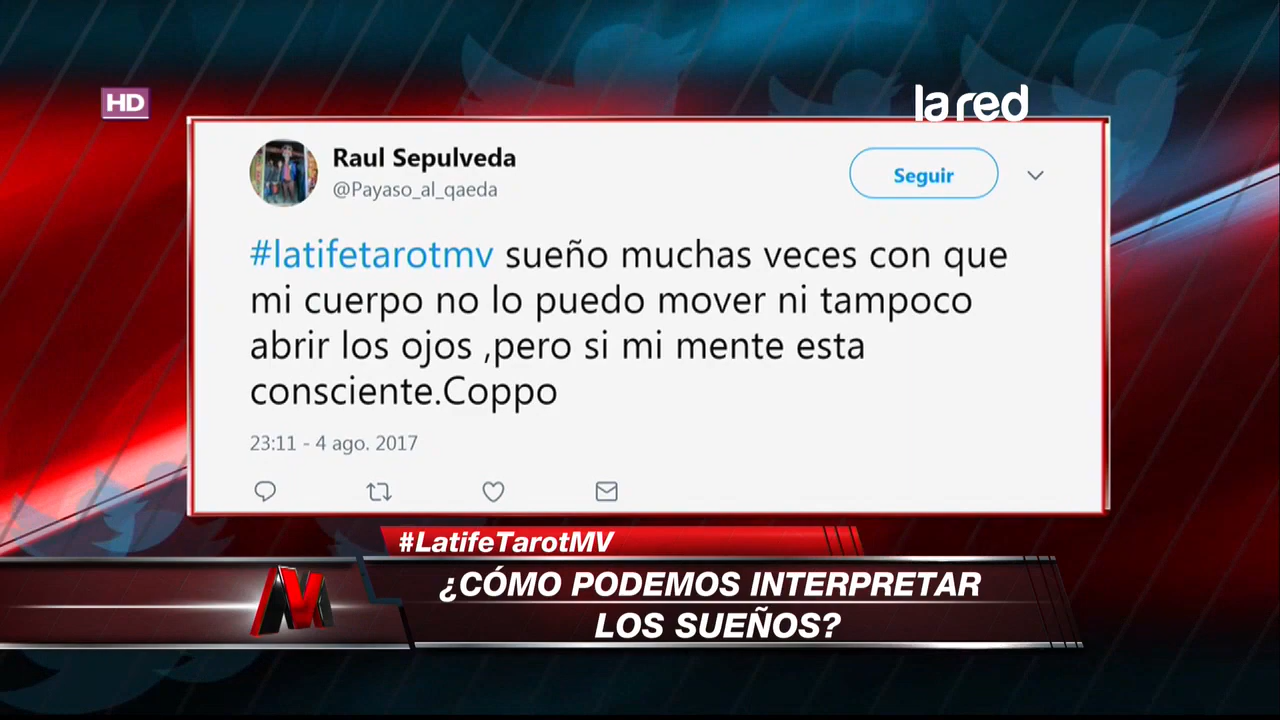 HD
la red
Raul Sepulveda
@Payaso_al_qaeda
Seguir
#latifetarotmv sueño muchas veces con que
mi cuerpo no lo puedo mover ni tampoco
abrir los ojos ,pero si mi mente esta
consciente.Coppo
23:11 - 4 ago. 2017
#LatifeTarotMV
¿CÓMO PODEMOS INTERPRETAR
LOS SUEÑOS?